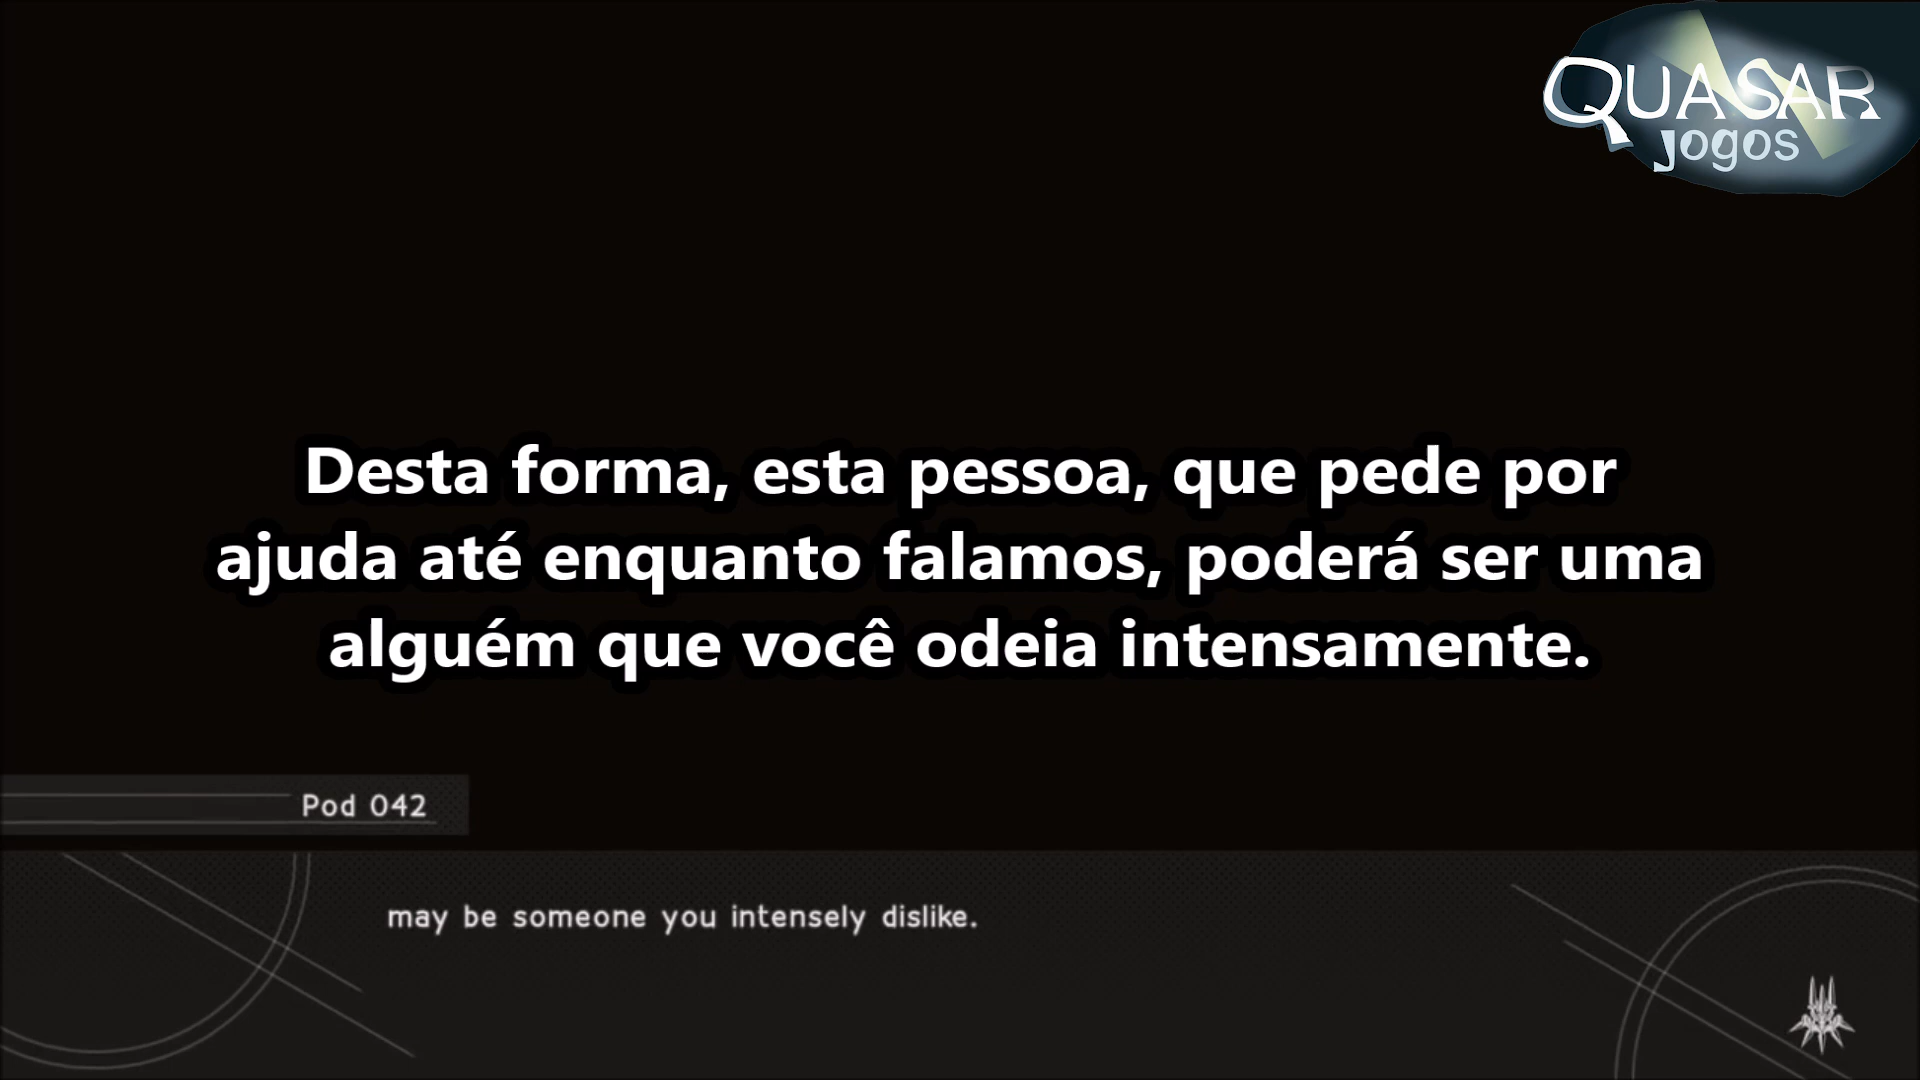 QUASAR
jogos
Desta forma, esta pessoa, que pede por
ajuda até enquanto falamos, poderá ser uma
alguém que você odeia intensamente.
Pod 042
may be someone you intensely dislike.